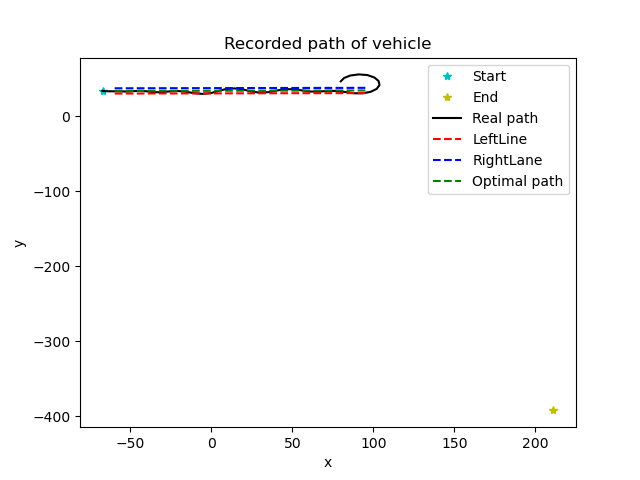 Recorded path of vehicle
Start
End
Real path
LeftLine
RightLane
Optimal path
0
−100
−200
−300
−400
y
−50
0
50
100
150
200
x